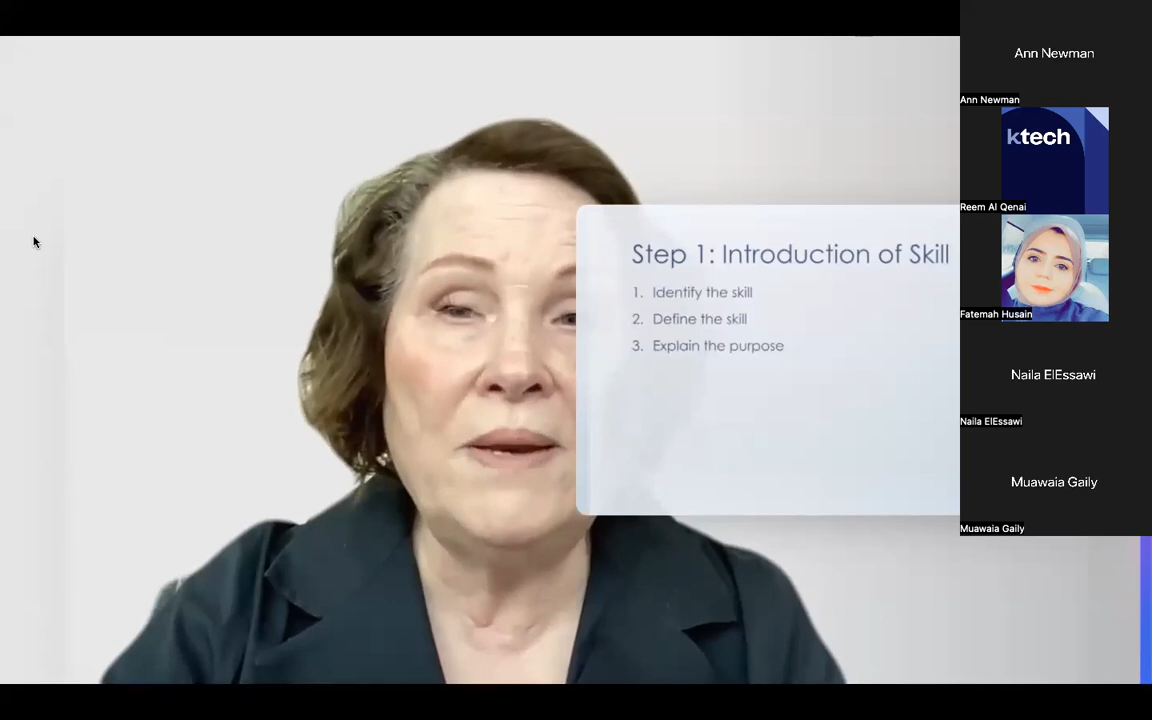 Step 1: Introduction of Skill
1. Identify the skill
2. Define the skill
3. Explain the purpose
Ann Newman
Ann Newman
ktech
Reem Al Qenai
Fatemah Husain
Naila ElEssawi
Naila ElEssawi
Muawaia Gaily
Muawaia Gaily